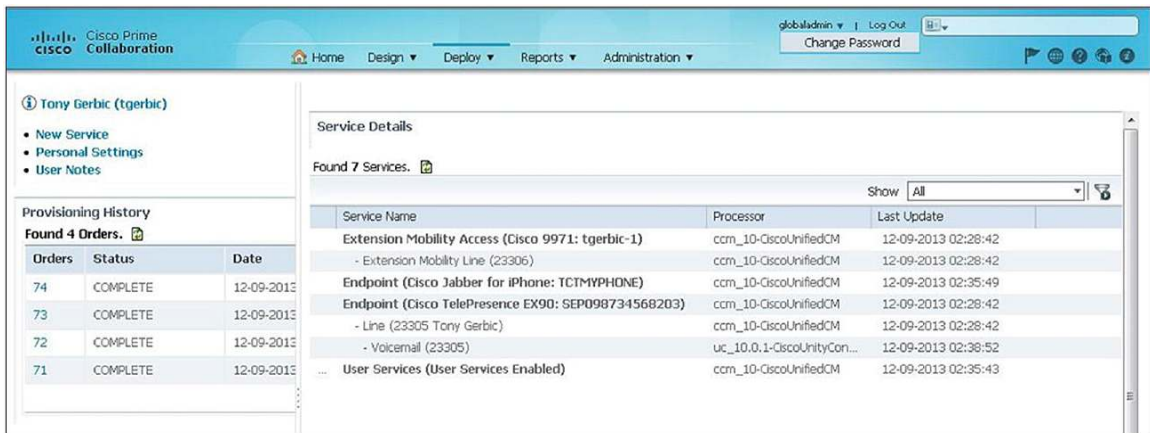 Cisco Prime
CISCO Collaboration
globaladmin | Log Out
Change Password
Home Design Deploy Reports Administration
Tony Gerbic (tgerbic)
• New Service
• Personal Settings
• User Notes
Provisioning History
Found 4 Orders.
Orders Status Date
74 COMPLETE 12-09-2013
73 COMPLETE 12-09-2013
72 COMPLETE 12-09-2013
71 COMPLETE 12-09-2013
Service Details
Found 7 Services.
Show All
Service Name Processor Last Update
Extension Mobility Access (Cisco 9971: tgerbic-1) ccm_10-CiscoUnifiedCM 12-09-2013 02:28:42
- Extension Mobility Line (23306) ccm_10-CiscoUnifiedCM 12-09-2013 02:28:42
Endpoint (Cisco Jabber for iPhone: TCTMYPHONE) ccm_10-CiscoUnifiedCM 12-09-2013 02:35:49
Endpoint (Cisco TelePresence EX90: SEP098734568203) ccm_10-CiscoUnifiedCM 12-09-2013 02:28:42
- Line (23305 Tony Gerbic) ccm_10-CiscoUnifiedCM 12-09-2013 02:28:42
- Voicemail (23305) uc_10.0.1-CiscoUnityCon... 12-09-2013 02:38:52
... User Services (User Services Enabled) ccm_10-CiscoUnifiedCM 12-09-2013 02:35:43